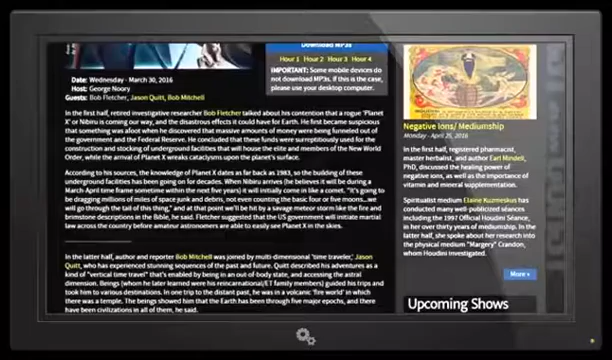 Download MP3s
Hour 1 Hour 2 Hour 3 Hour 4
IMPORTANT: Some mobile devices do
not download MP3s. If this is the case,
please use your desktop computer.
Date: Wednesday - March 30, 2016
Host: George Noory
Guests: Bob Fletcher, Jason Quitt, Bob Mitchell
In the first half, retired investigative researcher Bob Fletcher talked about his contention that a rogue "Planet
X" or Nibiru is coming our way, and the disastrous effects it could have for Earth. He first became suspicious
that something was afoot when he discovered that massive amounts of money were being funneled out of
the government and the Federal Reserve. He concluded that these funds were surreptitiously used for the
construction and stocking of underground facilities that will house the elite and members of the New World
Order, while the arrival of Planet X wreaks cataclysms upon the planet's surface.
According to his sources, the knowledge of Planet X dates as far back as 1983, so the building of these
underground facilities has been going on for decades. When Nibiru arrives (he believes it will be during a
March-April time frame sometime within the next five years) it will initially come in like a comet. "It's going to
be dragging millions of miles of space junk and debris, not even counting the basic four or five moons...we
will go through the tail of this thing," and at that point we'll be hit by a savage meteor storm like the fire and
brimstone descriptions in the Bible, he said. Fletcher suggested that the US government will initiate martial
law across the country before amateur astronomers are able to easily see Planet X in the skies.
In the latter half, author and reporter Bob Mitchell was joined by multi-dimensional "time traveler," Jason
Quitt, who has experienced stunning sequences of the past and future. Quitt described his adventures as a
kind of "vertical time travel" that's enabled by being in an out-of-body state, and accessing the astral
dimension. Beings (whom he later learned were his reincarnational/ET family members) guided his trips and
took him to various destinations. In one trip to the distant past, he was in a volcanic 'fire world' in which
there was a temple. The beings showed him that the Earth has been through five major epochs, and there
have been civilizations in all of them, he said.
Negative Ions/ Mediumship
Monday - April 25, 2016
In the first half, registered pharmacist,
master herbalist, and author Earl Mindell,
PhD, discussed the healing power of
negative ions, as well as the importance of
vitamin and mineral supplementation.
Spiritualist medium Elaine Kuzmeskus has
conducted many well-publicized séances
including the 1997 Official Houdini Séance,
in her over thirty years of mediumship. In the
latter half, she spoke about her research into
the physical medium "Margery" Crandon,
whom Houdini investigated.
More »
Upcoming Shows